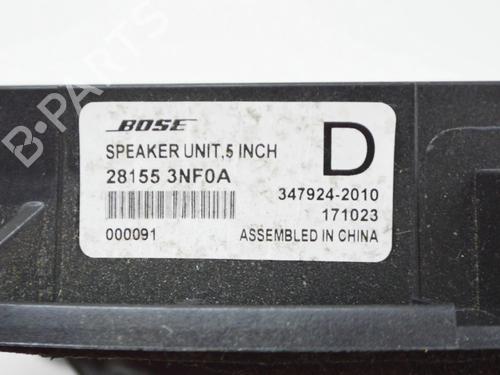 B-PARTS
BOSE
SPEAKER UNIT,5 INCH
D
28155 3NF0A
347924-2010
171023
000091
ASSEMBLED IN CHINA